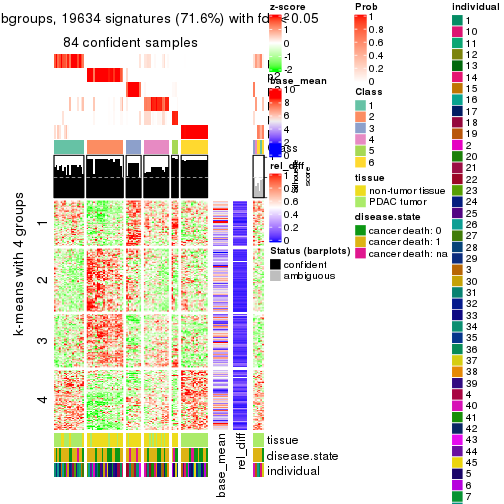 bgroups, 19634 signatures (71.6%) with fdr < 0.05
84 confident samples
k-means with 4 groups
1
2
3
4
Class
silhouette score
base_mean
rel_diff
tissue
disease.state
individual
z-score
2
1
0
-1
-2
base_mean
10
8
6
4
2
0
rel_diff
1
0.8
0.6
0.4
0.2
0
Status (barplots)
confident
ambiguous
Prob
1
0.8
0.6
0.4
0.2
0
Class
1
2
3
4
5
6
tissue
non-tumor tissue
PDAC tumor
disease.state
cancer death: 0
cancer death: 1
cancer death: na
individual
1
10
11
12
13
14
15
16
17
18
19
2
20
21
22
23
24
25
26
27
28
29
3
30
31
32
33
34
35
36
37
38
39
4
40
41
42
43
44
45
5
6
7